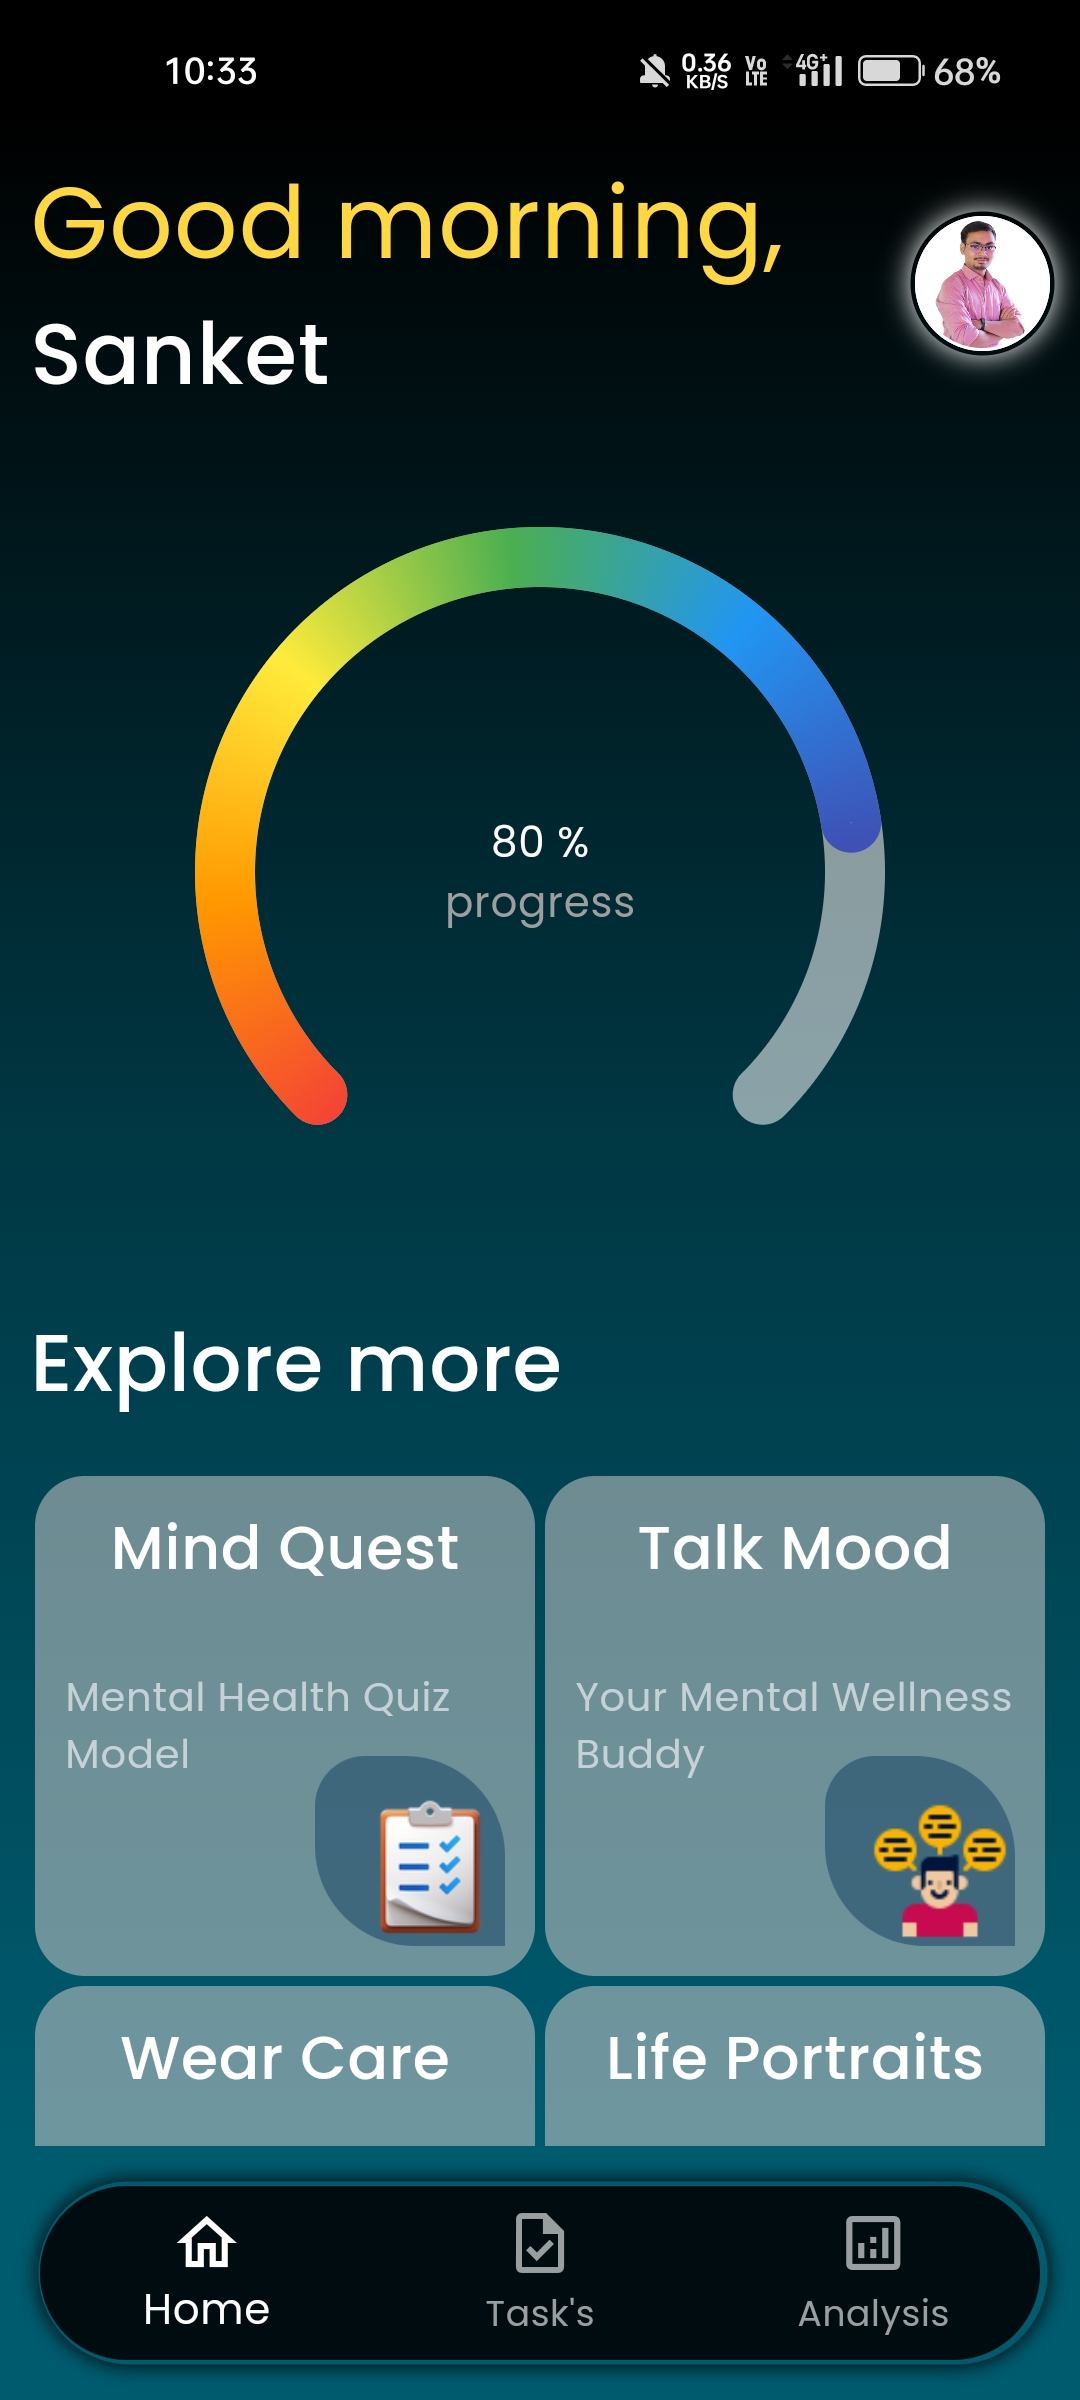 10:33
0.36 KB/S Vo LTE 4G+ 68%
Good morning,
Sanket
80 %
progress
Explore more
Mind Quest
Mental Health Quiz
Model
Talk Mood
Your Mental Wellness
Buddy
Wear Care
Life Portraits
Home
Task's
Analysis